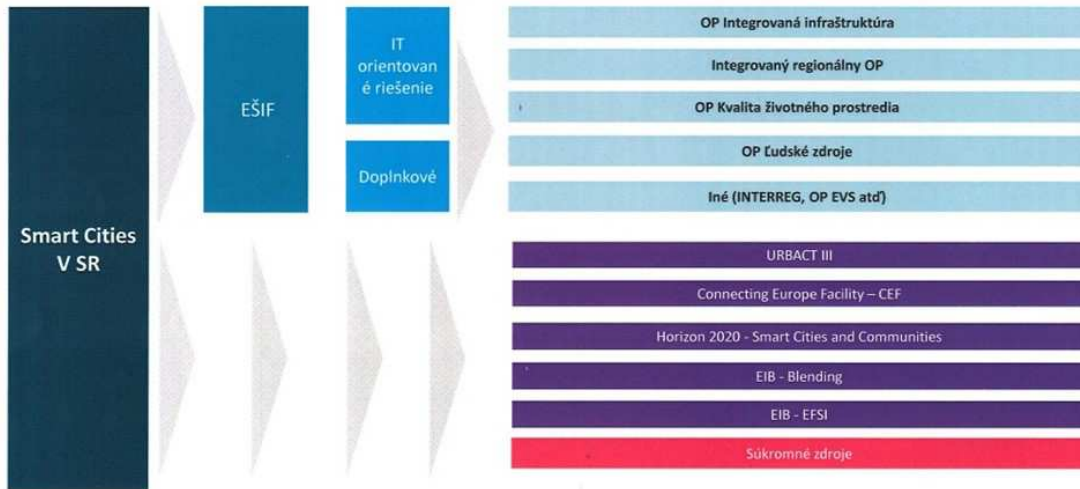 Smart Cities
V SR
EŠIF
IT
orientovan
é riešenie
Doplnkové
OP Integrovaná infraštruktúra
Integrovaný regionálny OP
OP Kvalita životného prostredia
OP Ľudské zdroje
Iné (INTERREG, OP EVS atď)
URBACT III
Connecting Europe Facility – CEF
Horizon 2020 - Smart Cities and Communities
EIB - Blending
EIB - EFSI
Súkromné zdroje